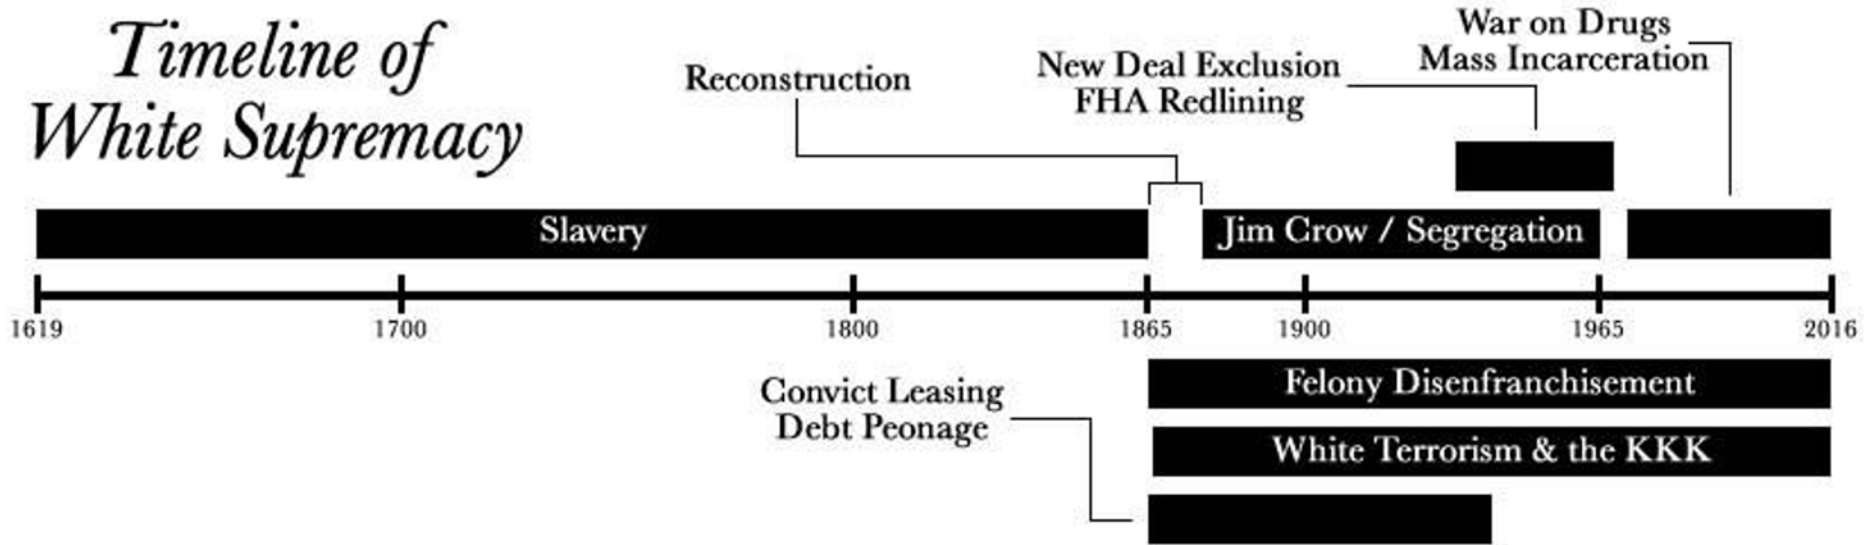 Timeline of
White Supremacy
Reconstruction
New Deal Exclusion
FHA Redlining
War on Drugs
Mass Incarceration
Slavery
Jim Crow / Segregation
1619
1700
1800
1865
1900
1965
2016
Convict Leasing
Debt Peonage
Felony Disenfranchisement
White Terrorism & the KKK